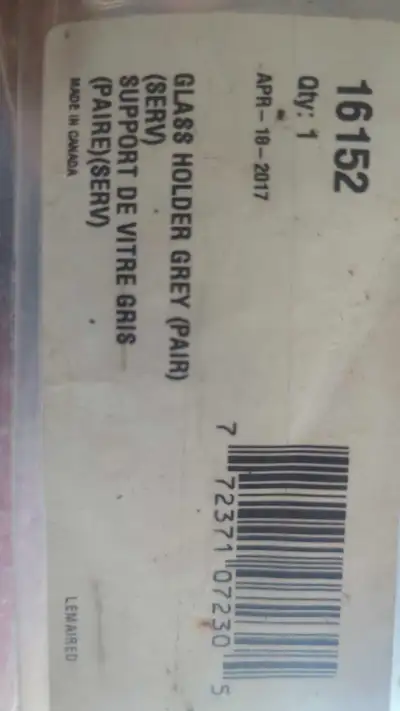 16152
Qty: 1
APR-18-2017
GLASS HOLDER GREY (PAIR)
(SERV)
SUPPORT DE VITRE GRIS
(PAIRE)(SERV)
MADE IN CANADA
7 72371 07230 5
LEMAIRED